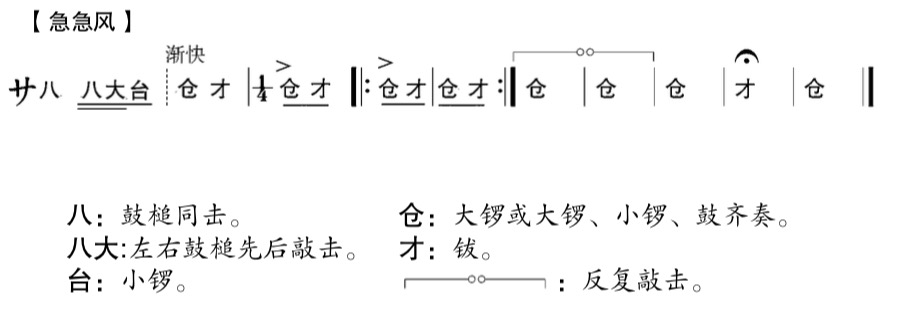 【急急风】
渐快
サ八 八大台 仓 才 1/4 仓 才 仓 才 仓 才 仓 仓 仓 才 仓
八：鼓槌同击。 仓：大锣或大锣、小锣、鼓齐奏。
八大:左右鼓槌先后敲击。 才：钹。
台：小锣。 ：反复敲击。